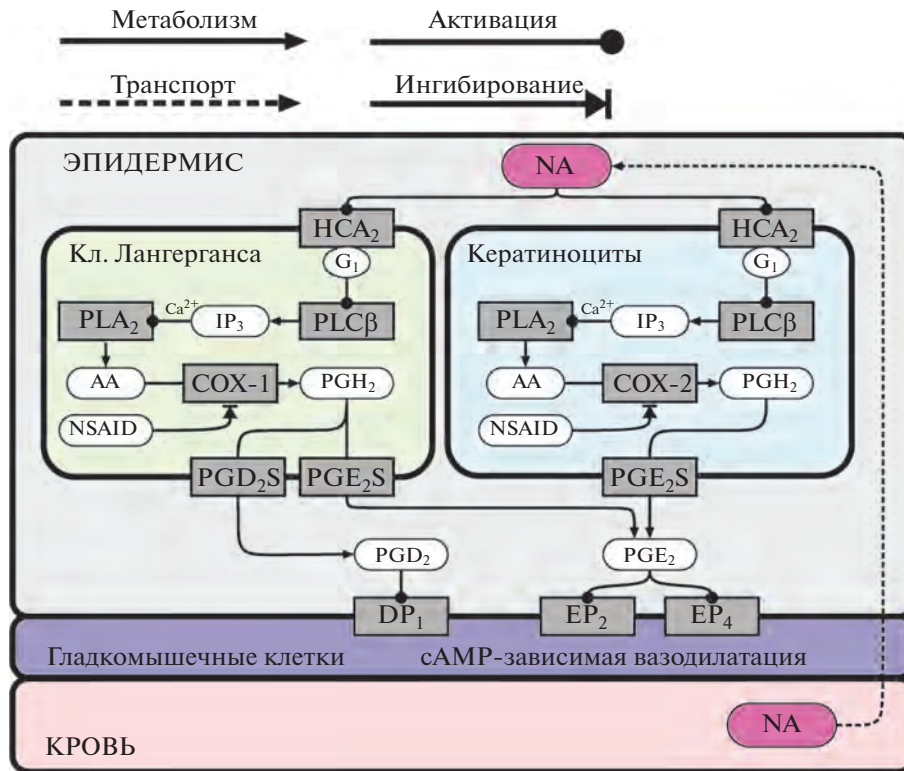 Метаболизм
Активация
Транспорт
Ингибирование
ЭПИДЕРМИС
NA
HCA₂
HCA₂
Кл. Лангерганса
Кератиноциты
G₁
G₁
PLA₂
Ca²⁺
IP₃
PLCβ
PLA₂
Ca²⁺
IP₃
PLCβ
AA
COX-1
PGH₂
AA
COX-2
PGH₂
NSAID
NSAID
PGD₂S
PGE₂S
PGE₂S
PGD₂
PGE₂
DP₁
EP₂
EP₄
Гладкомышечные клетки
cAMP-зависимая вазодилатация
NA
КРОВЬ